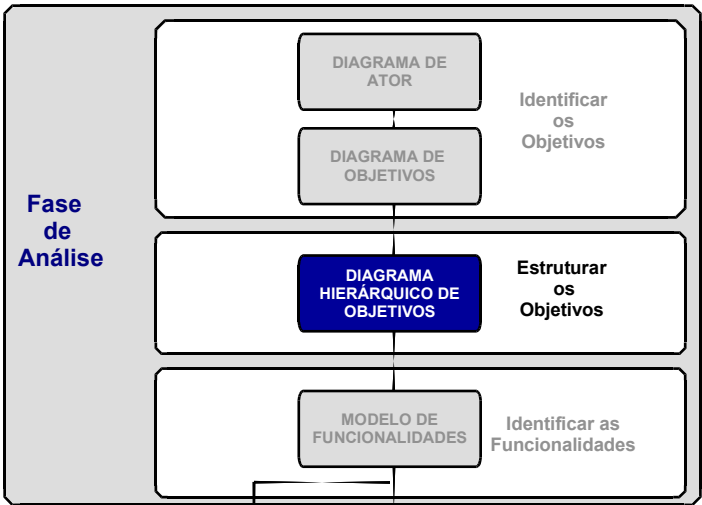 Fase
de
Análise
DIAGRAMA DE
ATOR
DIAGRAMA DE
OBJETIVOS
Identificar
os
Objetivos
DIAGRAMA
HIERÁRQUICO DE
OBJETIVOS
Estruturar
os
Objetivos
MODELO DE
FUNCIONALIDADES
Identificar as
Funcionalidades